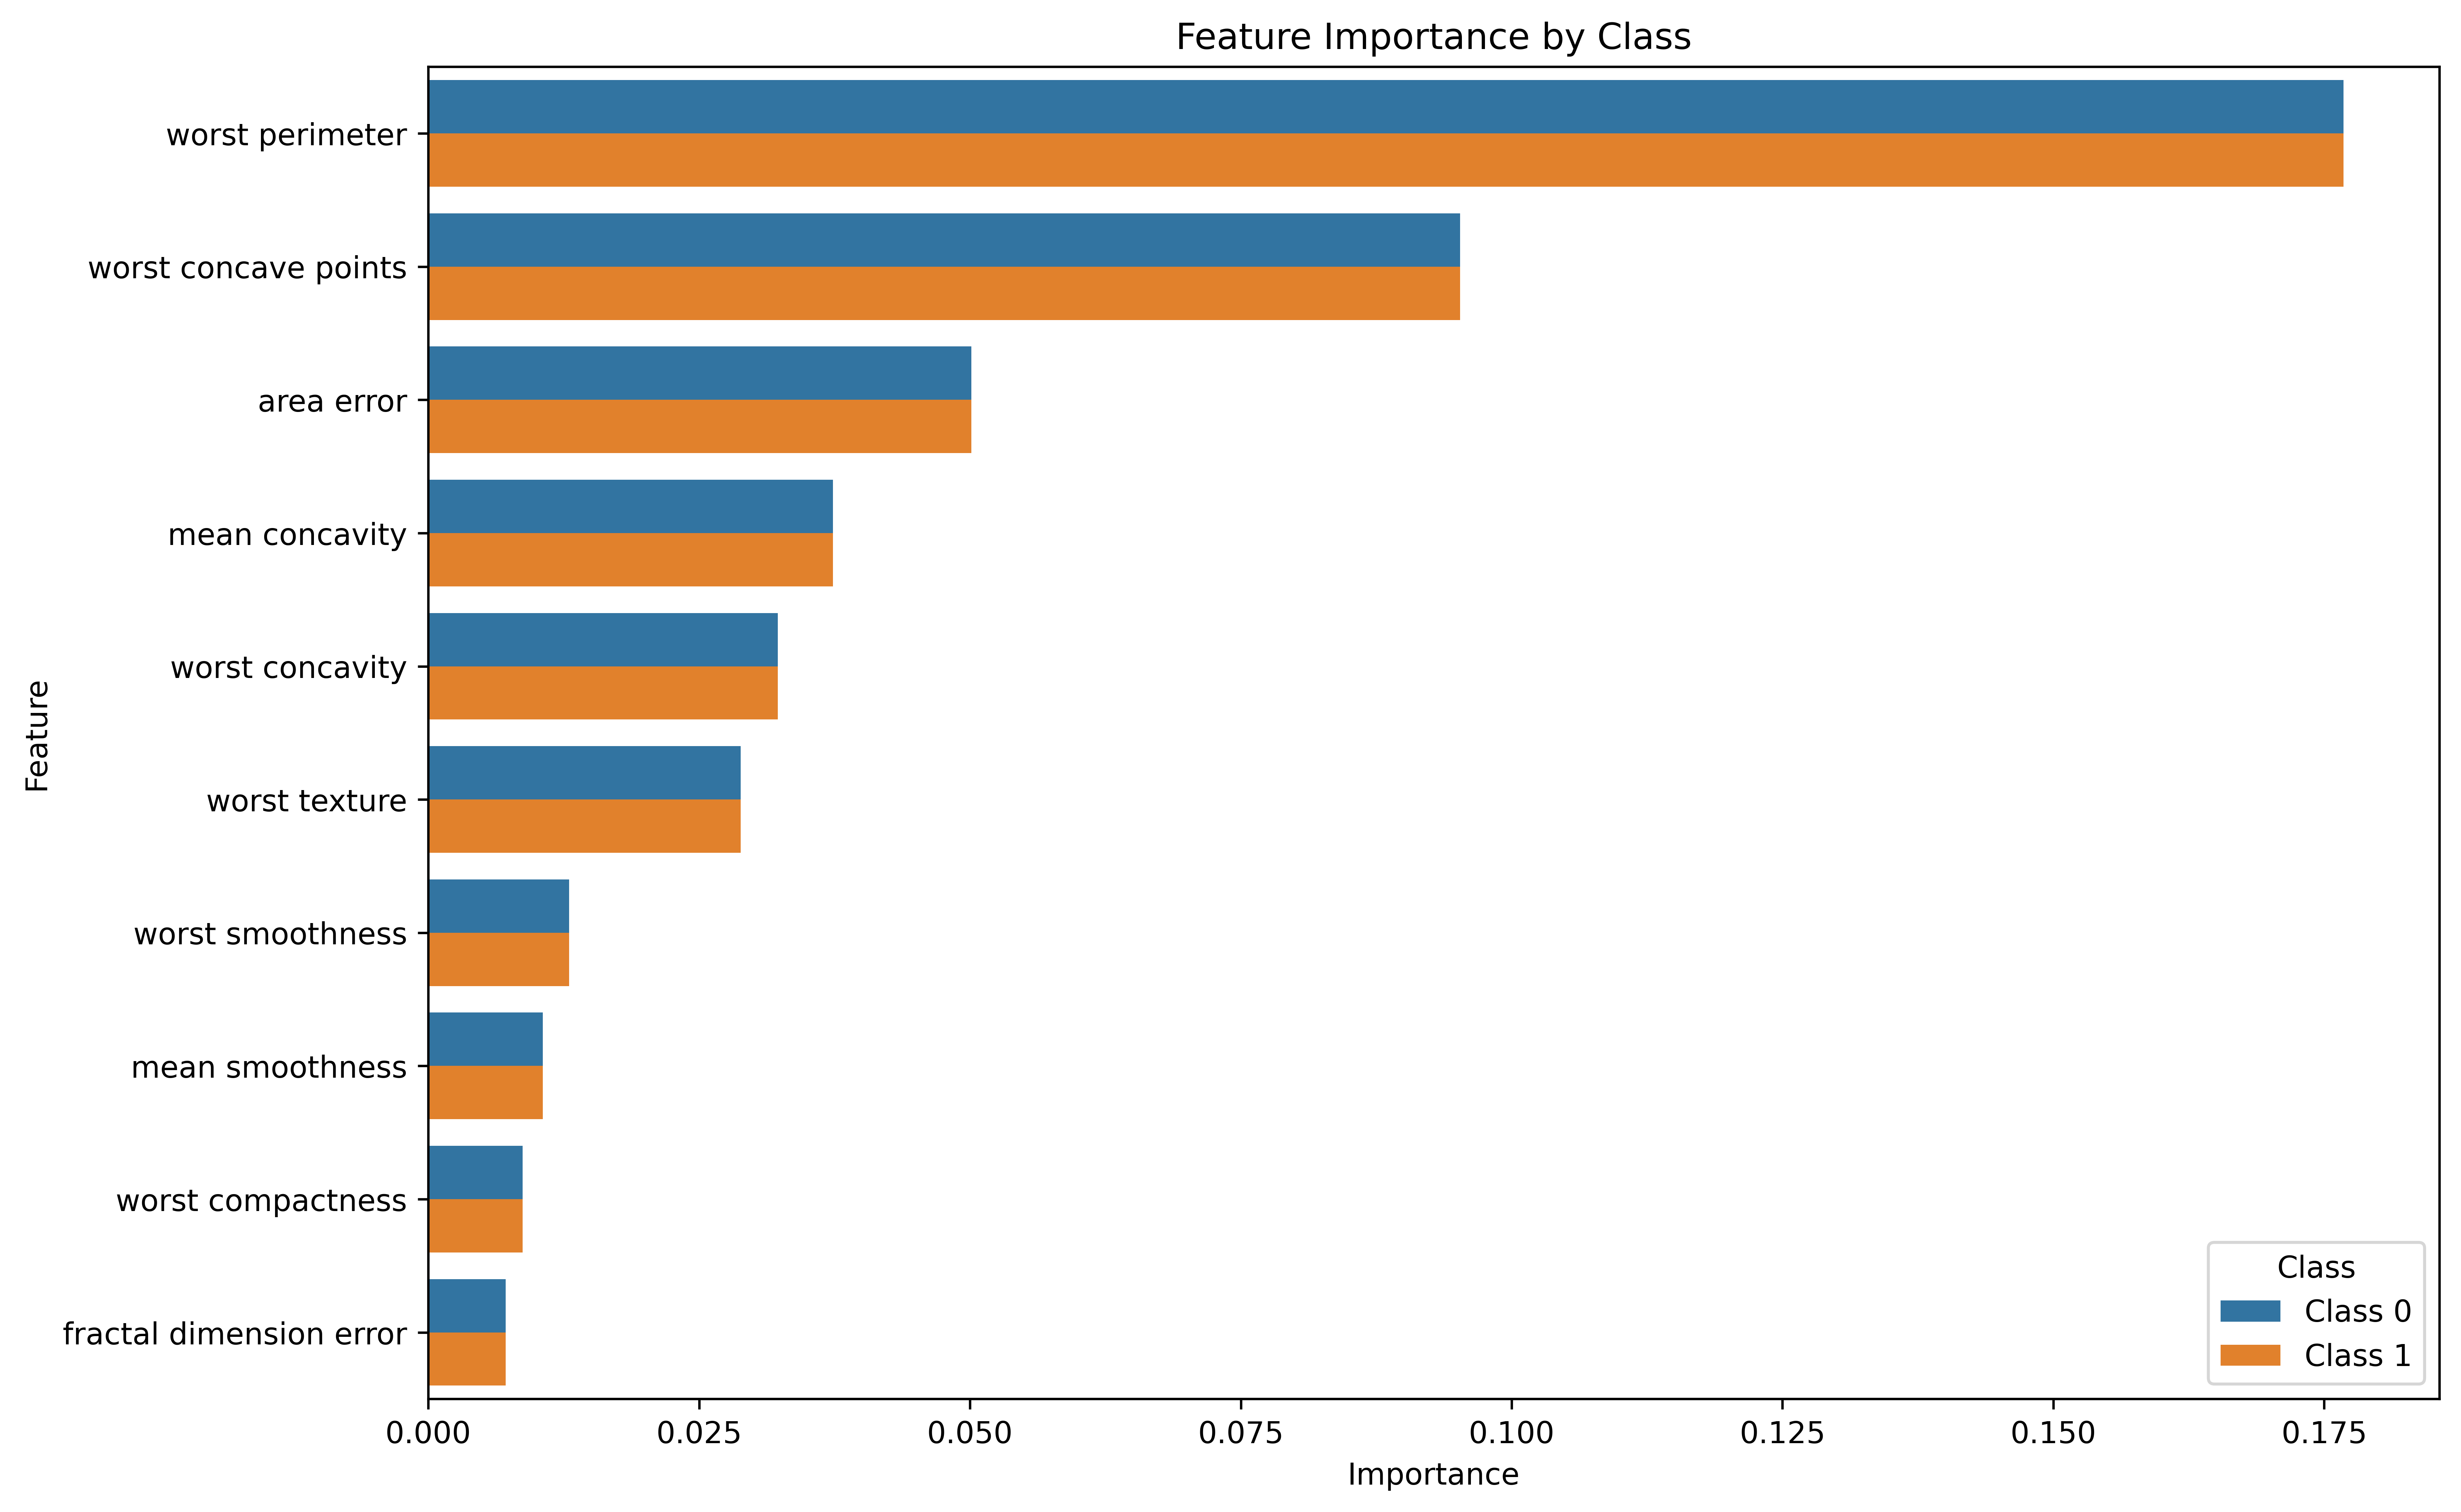 Feature Importance by Class
worst perimeter
worst concave points
area error
mean concavity
worst concavity
worst texture
worst smoothness
mean smoothness
worst compactness
fractal dimension error
Feature
Class
Class 0
Class 1
0.000 0.025 0.050 0.075 0.100 0.125 0.150 0.175
Importance